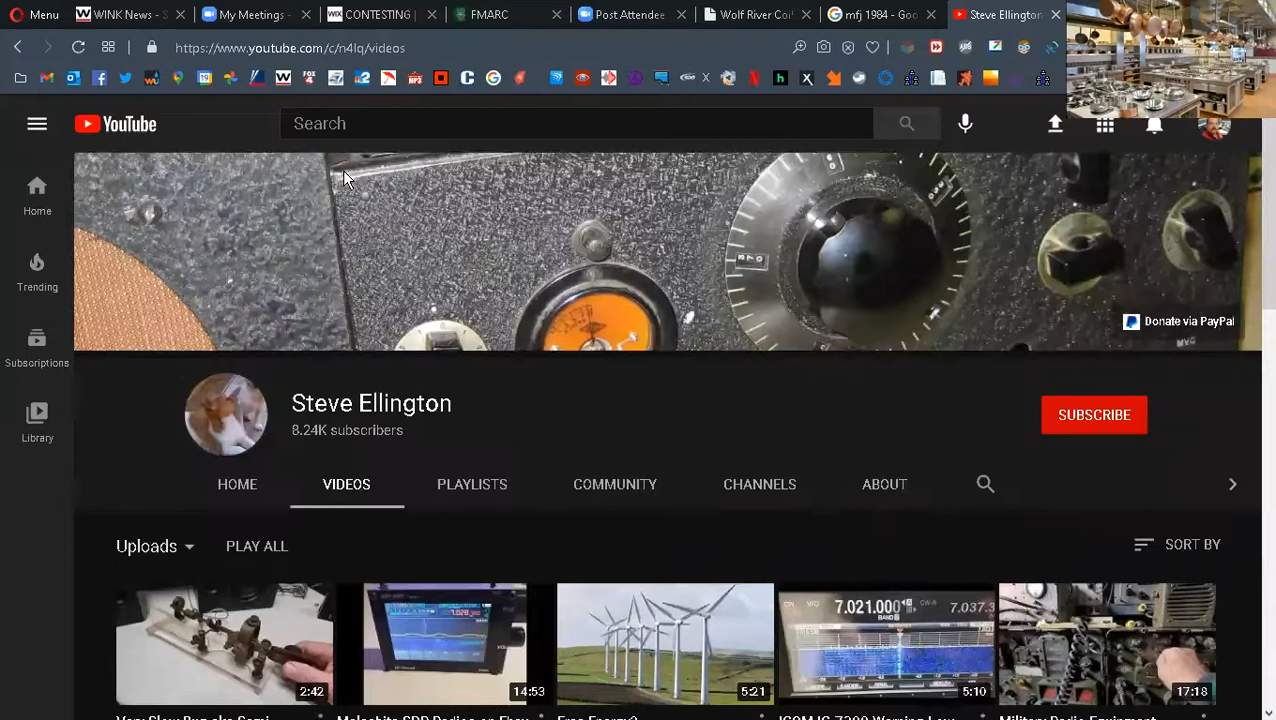 Menu
WINK News - S
My Meetings -
CONTESTING |
FMARC
Post Attendee
Wolf River Coi
mfj 1984 - Goo
Steve Ellington
https://www.youtube.com/c/n4lq/videos
YouTube
Search
Home
Trending
Subscriptions
Library
Donate via PayPal
Steve Ellington
8.24K subscribers
SUBSCRIBE
HOME
VIDEOS
PLAYLISTS
COMMUNITY
CHANNELS
ABOUT
Uploads
PLAY ALL
SORT BY
7.021.000
7.037.3
2:42
14:53
5:21
5:10
17:18